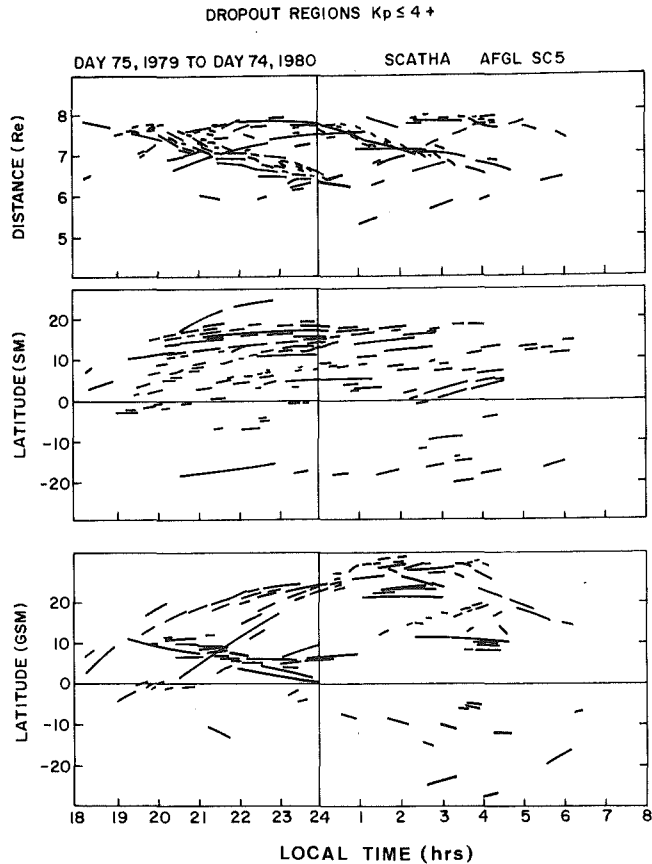 DROPOUT REGIONS Kp ≤ 4+
DAY 75, 1979 TO DAY 74, 1980 SCATHA AFGL SC5
DISTANCE (Re)
8
7
6
5
LATITUDE (SM)
20
10
0
-10
-20
LATITUDE (GSM)
20
10
0
-10
-20
18 19 20 21 22 23 24 1 2 3 4 5 6 7 8
LOCAL TIME (hrs)